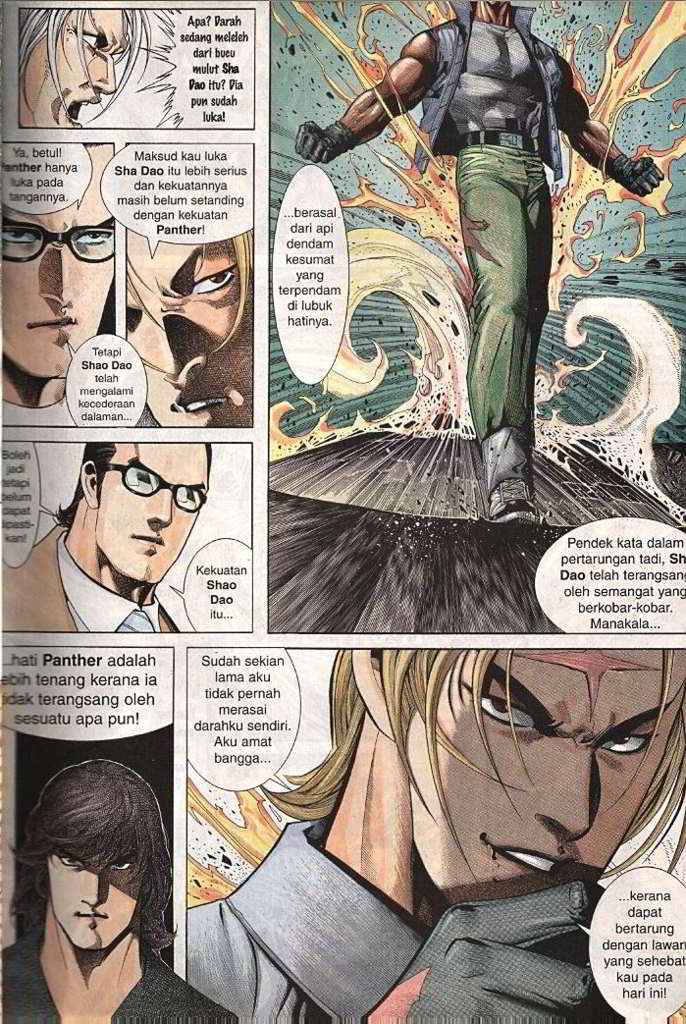 Apa? Darah
sedang meleleh
dari bucu
mulut Sha
Dao itu? Dia
pun sudah
luka!
Ya, betul!
Panther hanya
luka pada
tangannya.
Maksud kau luka
Sha Dao itu lebih serius
dan kekuatannya
masih belum setanding
dengan kekuatan
Panther!
Tetapi
Shao Dao
telah
mengalami
kecederaan
dalaman...
Boleh
jadi
tetapi
belum
dapat
dipasti-
kan!
Kekuatan
Shao
Dao
itu...
...berasal
dari api
dendam
kesumat
yang
terpendam
di lubuk
hatinya.
Pendek kata dalam
pertarungan tadi, Sh
Dao telah terangsang
oleh semangat yang
berkobar-kobar.
Manakala...
...hati Panther adalah
lebih tenang kerana ia
tidak terangsang oleh
sesuatu apa pun!
Sudah sekian
lama aku
tidak pernah
merasai
darahku sendiri.
Aku amat
bangga...
...kerana
dapat
bertarung
dengan lawan
yang sehebat
kau pada
hari ini!